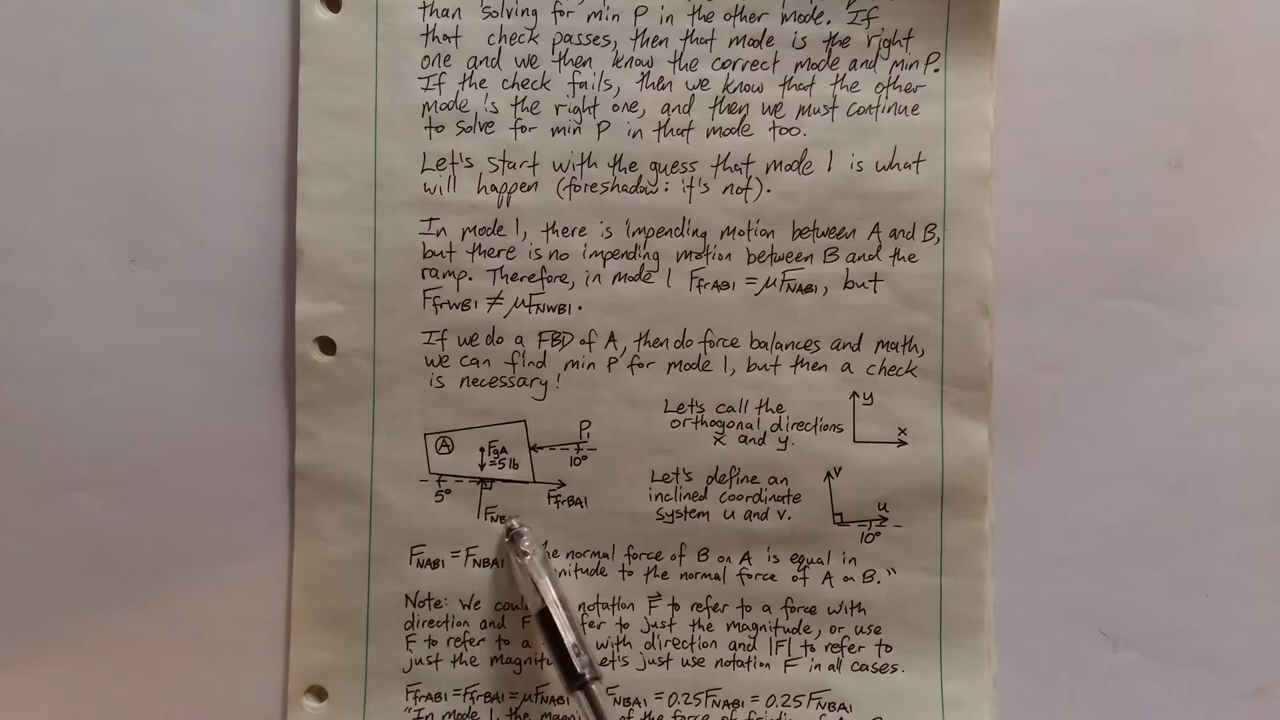 than solving for min P in the other mode. If
that check passes, then that mode is the right
one and we then know the correct mode and min P.
If the check fails, then we know that the other
mode is the right one, and then we must continue
to solve for min P in that mode too.
Let's start with the guess that mode 1 is what
will happen (foreshadow: it's not).
In mode 1, there is impending motion between A and B,
but there is no impending motion between B and the
ramp. Therefore, in mode 1 FfrAB1 = μFNAB1, but
FfrWB1 ≠ μFNWB1.
If we do a FBD of A, then do force balances and math,
we can find min P for mode 1, but then a check
is necessary!
A
FgA
=5 lb
P1
10°
5°
FfrBA1
Let's call the
orthogonal directions
x and y.
y
x
Let's define an
inclined coordinate
system u and v.
v
u
10°
FNABI = FNBA1 he normal force of B on A is equal in
nitude to the normal force of A on B."
Note: We notation F⃗ to refer to a force with
direction and F fer to just the magnitude, or use
F to refer to a with direction and |F| to refer to
just the et's just use notation F in all cases.
FfrAB1 = FfrBA1 = μFNAB1 FNBA1 = 0.25FNAB1 = 0.25FNBA1
"In mode 1, the of the force of friction of